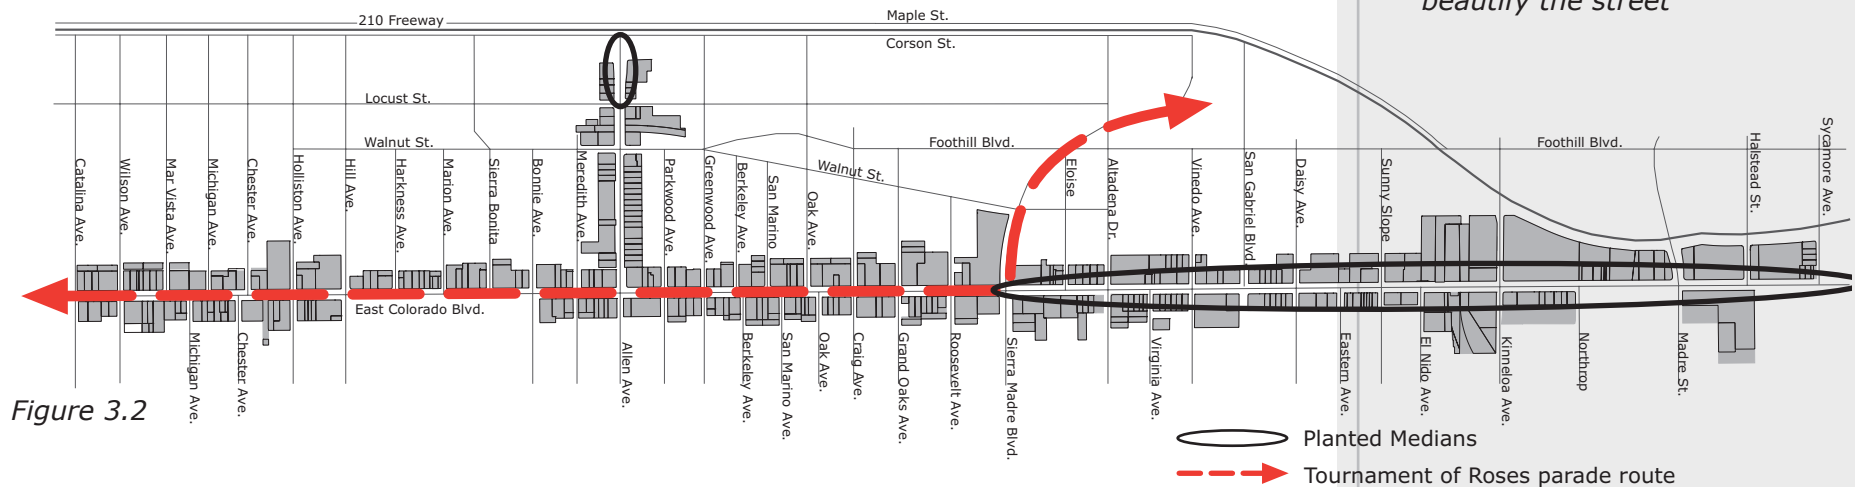 beautify the street
210 Freeway
Maple St.
Corson St.
Locust St.
Walnut St.
Foothill Blvd.
Foothill Blvd.
Walnut St.
Catalina Ave.
Wilson Ave.
Mar Vista Ave.
Michigan Ave.
Chester Ave.
Holliston Ave.
Hill Ave.
Harkness Ave.
Marion Ave.
Sierra Bonita
Bonnie Ave.
Meredith Ave.
Parkwood Ave.
Greenwood Ave.
Berkeley Ave.
San Marino
Oak Ave.
Eloise
Altadena Dr.
Vinedo Ave.
San Gabriel Blvd
Daisy Ave.
Sunny Slope
Halstead St.
Sycamore Ave.
East Colorado Blvd.
Michigan Ave.
Chester Ave.
Allen Ave.
Berkeley Ave.
San Marino Ave.
Oak Ave.
Craig Ave.
Grand Oaks Ave.
Roosevelt Ave.
Sierra Madre Blvd.
Virginia Ave.
Eastern Ave.
El Nido Ave.
Kinneloa Ave.
Northrop
Madre St.
Figure 3.2
Planted Medians
Tournament of Roses parade route